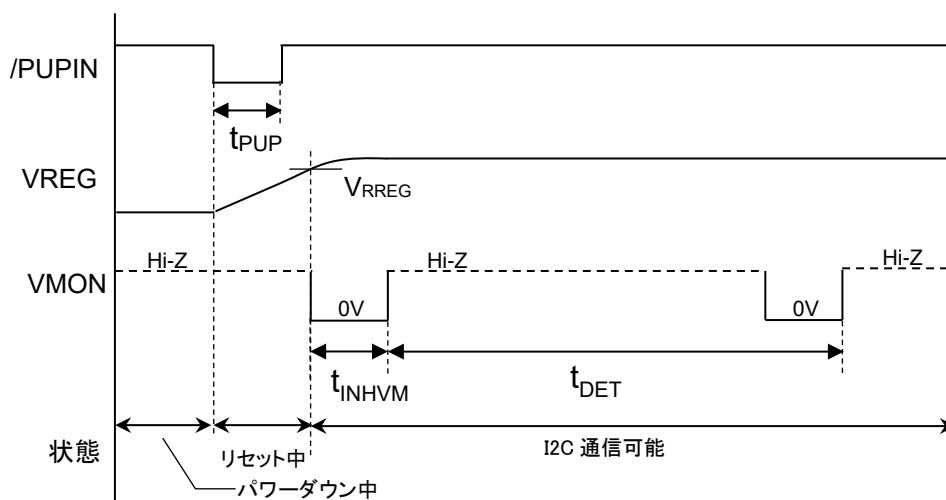 /PUPIN
tPUP
VREG
VRREG
Hi-Z
Hi-Z
Hi-Z
VMON
0V
0V
tINHVM
tDET
状態
リセット中
I2C 通信可能
パワーダウン中